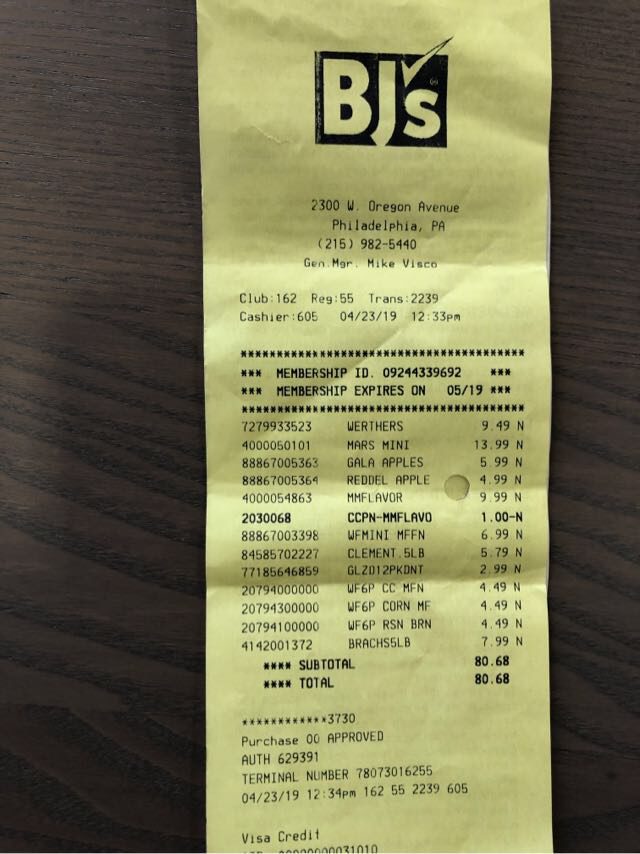 BJ's
2300 W. Oregon Avenue
Philadelphia, PA
(215) 982-5440
Gen.Mgr. Mike Visco
Club:162 Reg:55 Trans:2239
Cashier:605 04/23/19 12:33pm
****************************************
*** MEMBERSHIP ID. 09244339692 ***
*** MEMBERSHIP EXPIRES ON 05/19 ***
****************************************
7279933523 WERTHERS 9.49 N
4000050101 MARS MINI 13.99 N
88867005363 GALA APPLES 5.99 N
88867005364 REDDEL APPLE 4.99 N
4000054863 MMFLAVOR 9.99 N
2030068 CCPN-MMFLAVO 1.00-N
88867003398 WFMINI MFFN 6.99 N
84585702227 CLEMENT.5LB 5.79 N
77185646859 GLZD12PKDNT 2.99 N
20794000000 WF6P CC MFN 4.49 N
20794300000 WF6P CORN MF 4.49 N
20794100000 WF6P RSN BRN 4.49 N
4142001372 BRACHS5LB 7.99 N
**** SUBTOTAL 80.68
**** TOTAL 80.68
************3730
Purchase 00 APPROVED
AUTH 629391
TERMINAL NUMBER 78073016255
04/23/19 12:34pm 162 55 2239 605
Visa Credit